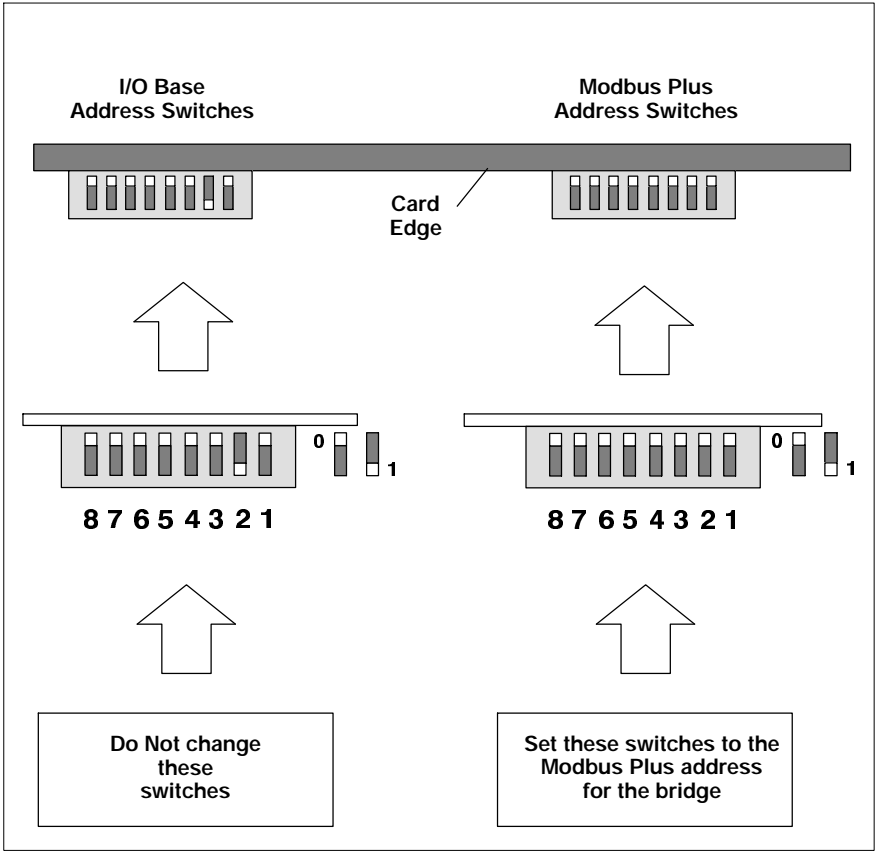 I/O Base
Address Switches
Modbus Plus
Address Switches
Card
Edge
0
1
0
1
8 7 6 5 4 3 2 1
8 7 6 5 4 3 2 1
Do Not change
these
switches
Set these switches to the
Modbus Plus address
for the bridge